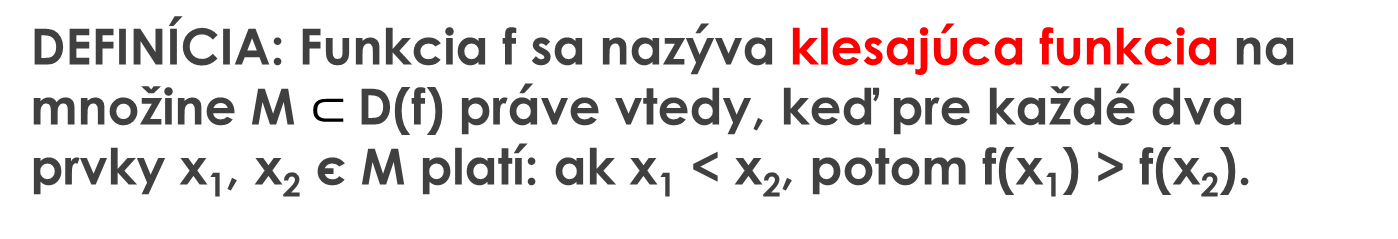 DEFINÍCIA: Funkcia f sa nazýva klesajúca funkcia na
množine M ⊂ D(f) práve vtedy, keď pre každé dva
prvky x₁, x₂ є M platí: ak x₁ < x₂, potom f(x₁) > f(x₂).